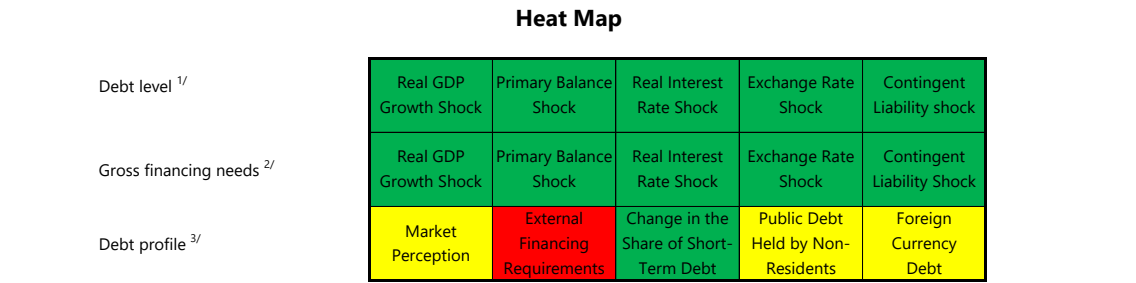 Heat Map
Debt level 1/
Real GDP
Growth Shock
Primary Balance
Shock
Real Interest
Rate Shock
Exchange Rate
Shock
Contingent
Liability shock
Gross financing needs 2/
Real GDP
Growth Shock
Primary Balance
Shock
Real Interest
Rate Shock
Exchange Rate
Shock
Contingent
Liability Shock
Debt profile 3/
Market
Perception
External
Financing
Requirements
Change in the
Share of Short-
Term Debt
Public Debt
Held by Non-
Residents
Foreign
Currency
Debt